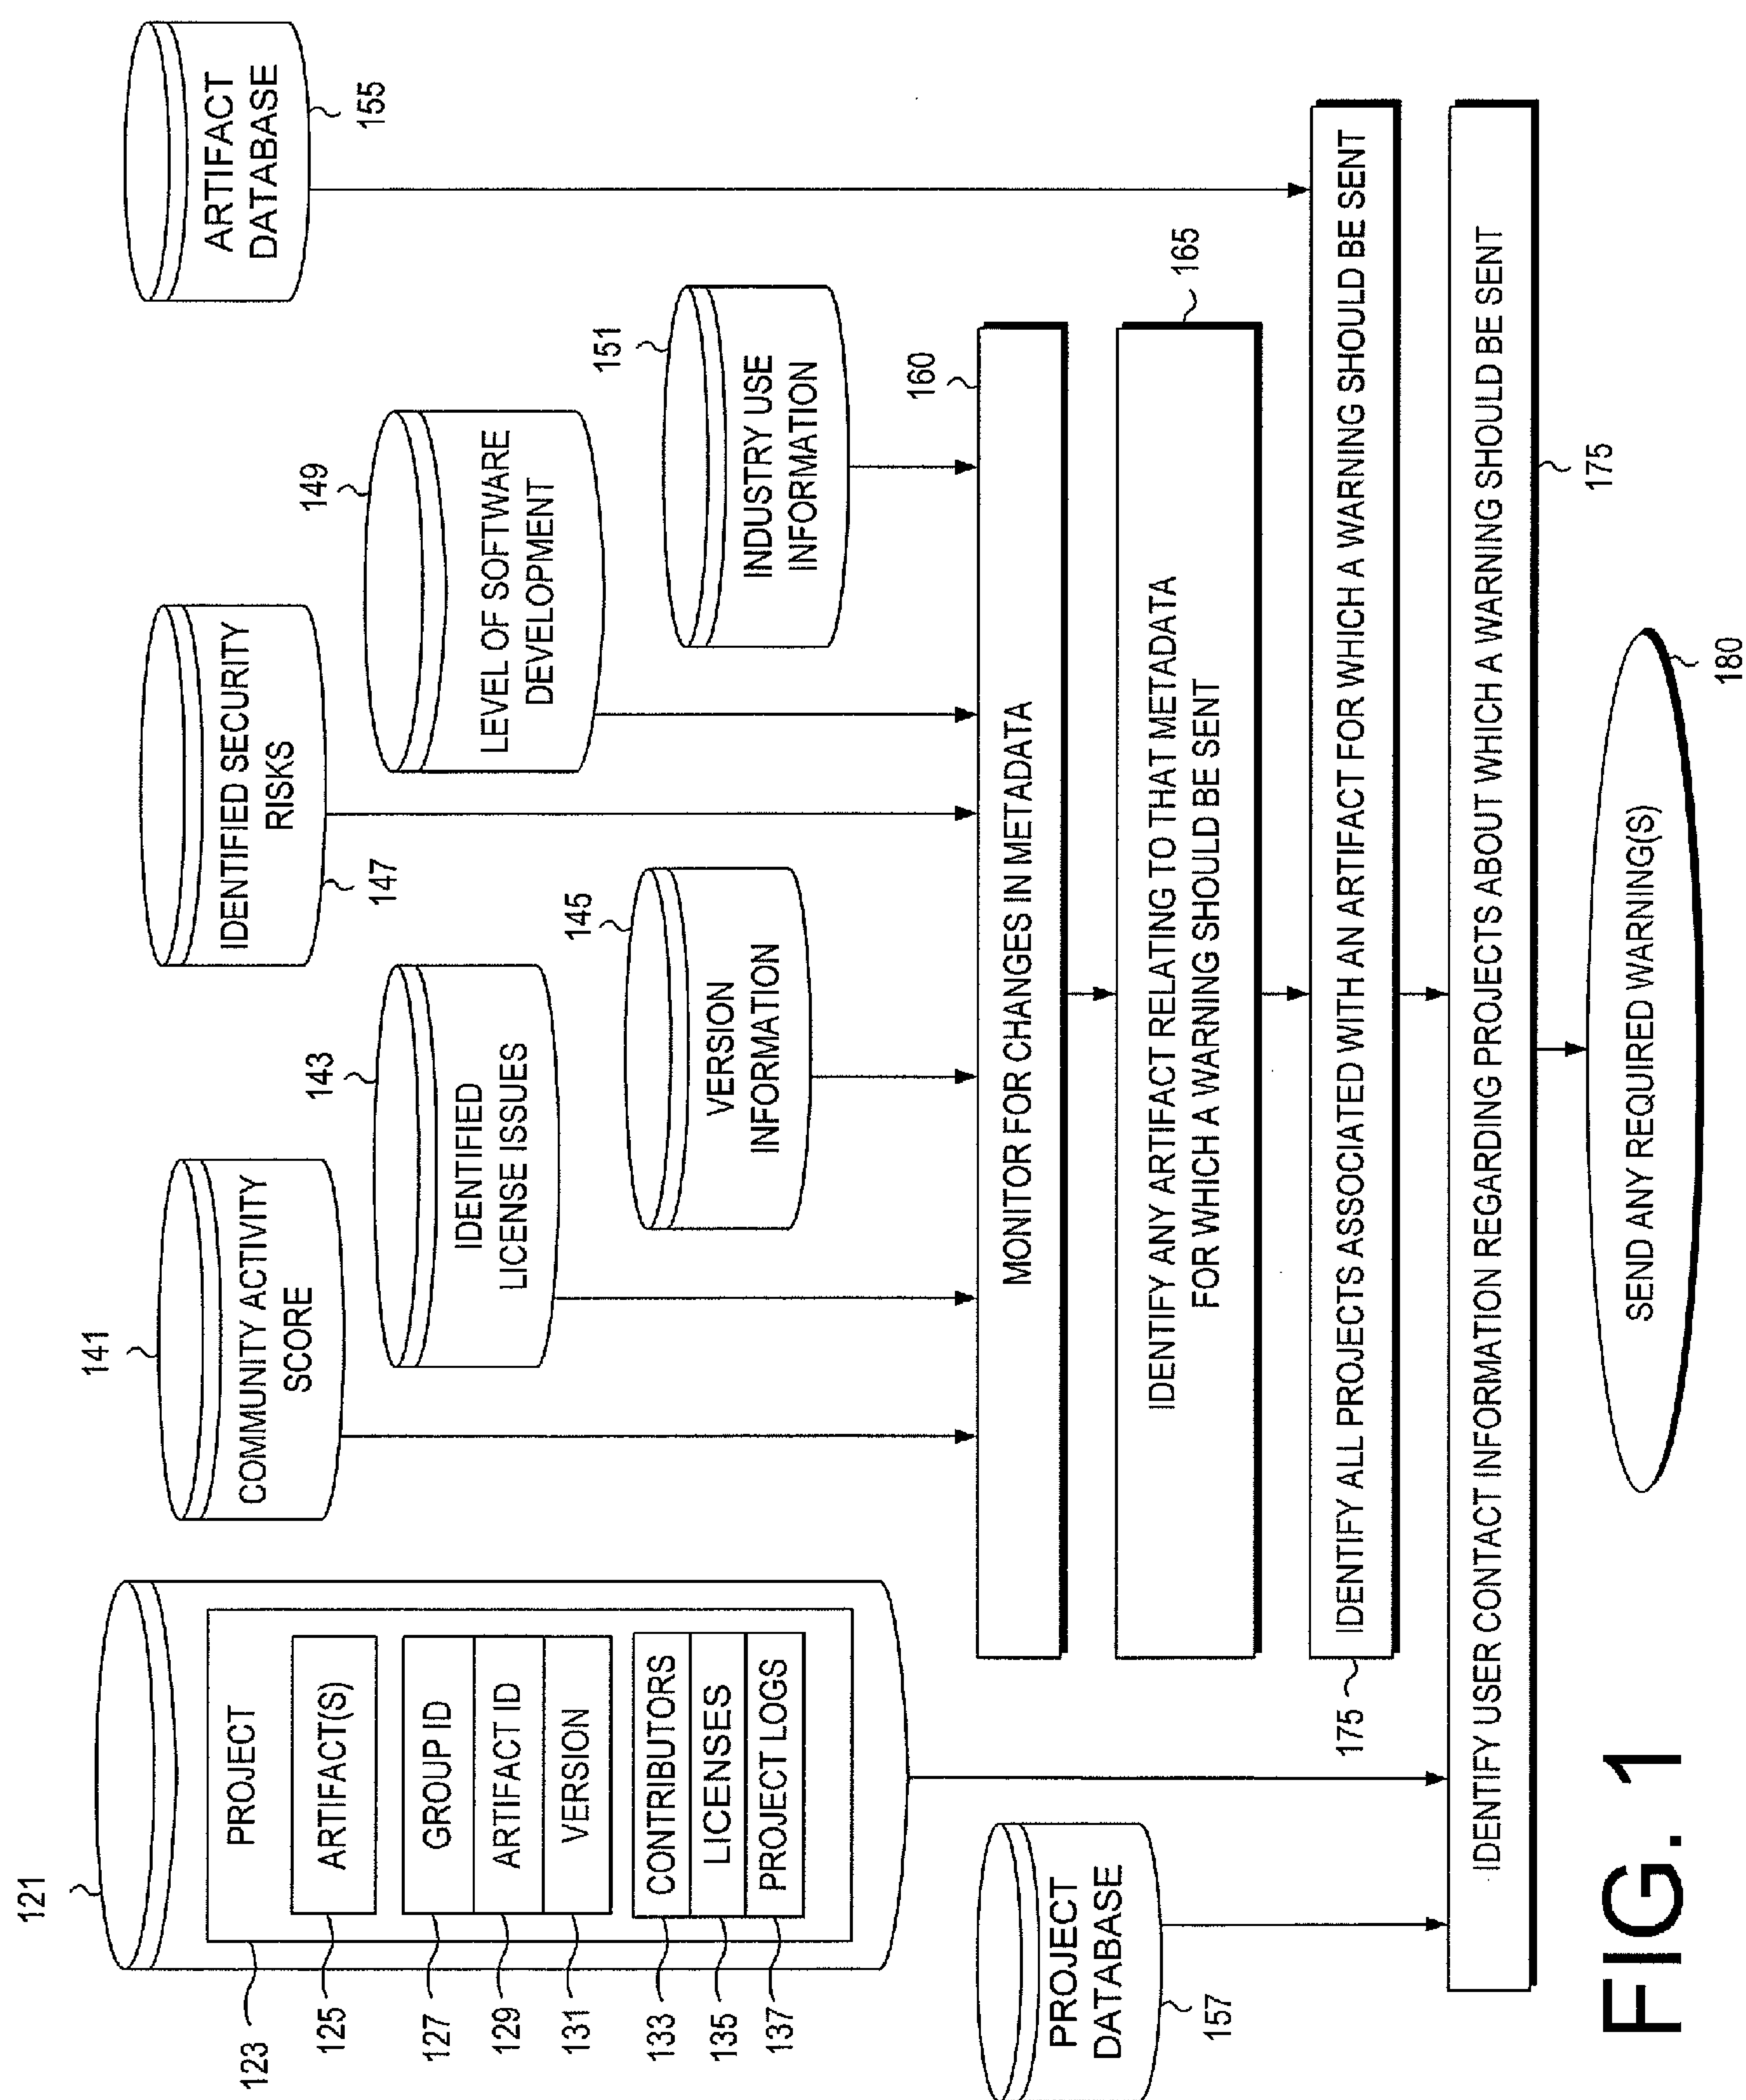 121
123
PROJECT
125
ARTIFACT(S)
127
GROUP ID
129
ARTIFACT ID
131
VERSION
133
CONTRIBUTORS
135
LICENSES
137
PROJECT LOGS
141
COMMUNITY ACTIVITY
SCORE
143
IDENTIFIED
LICENSE ISSUES
145
VERSION
INFORMATION
147
IDENTIFIED SECURITY
RISKS
149
LEVEL OF SOFTWARE
DEVELOPMENT
151
INDUSTRY USE
INFORMATION
155
ARTIFACT
DATABASE
157
PROJECT
DATABASE
160
MONITOR FOR CHANGES IN METADATA
165
IDENTIFY ANY ARTIFACT RELATING TO THAT METADATA
FOR WHICH A WARNING SHOULD BE SENT
175
IDENTIFY ALL PROJECTS ASSOCIATED WITH AN ARTIFACT FOR WHICH A WARNING SHOULD BE SENT
IDENTIFY USER CONTACT INFORMATION REGARDING PROJECTS ABOUT WHICH A WARNING SHOULD BE SENT
175
SEND ANY REQUIRED WARNING(S)
180
FIG. 1